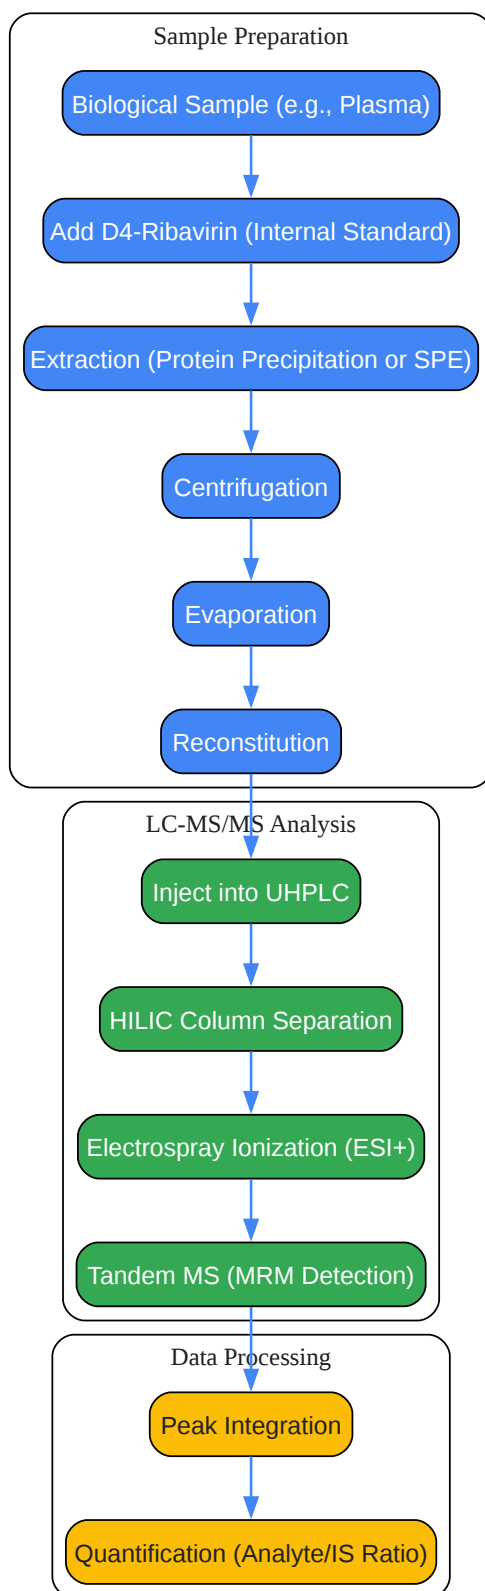 Sample Preparation
Biological Sample (e.g., Plasma)
Add D4-Ribavirin (Internal Standard)
Extraction (Protein Precipitation or SPE)
Centrifugation
Evaporation
Reconstitution
LC-MS/MS Analysis
Inject into UHPLC
HILIC Column Separation
Electrospray Ionization (ESI+)
Tandem MS (MRM Detection)
Data Processing
Peak Integration
Quantification (Analyte/IS Ratio)